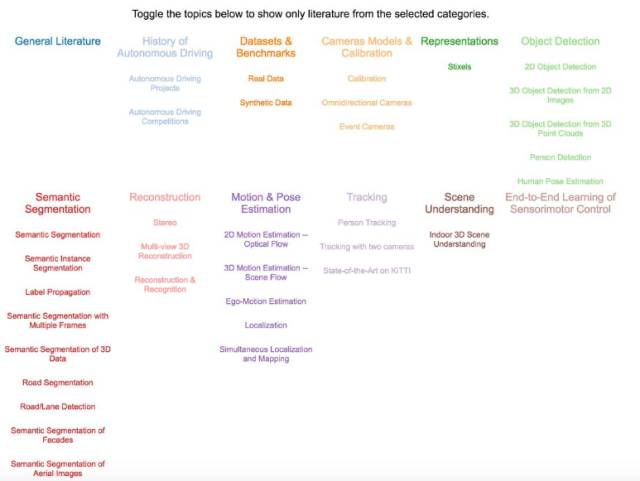 Toggle the topics below to show only literature from the selected categories.
General Literature
History of
Autonomous Driving
Autonomous Driving
Projects
Autonomous Driving
Competitions
Datasets &
Benchmarks
Real Data
Synthetic Data
Cameras Models &
Calibration
Calibration
Omnidirectional Cameras
Event Cameras
Representations
Stixels
Object Detection
2D Object Detection
3D Object Detection from 2D
Images
3D Object Detection from 3D
Point Clouds
Person Detection
Human Pose Estimation
Semantic
Segmentation
Semantic Segmentation
Semantic Instance
Segmentation
Label Propagation
Semantic Segmentation with
Multiple Frames
Semantic Segmentation of 3D
Data
Road Segmentation
Road/Lane Detection
Semantic Segmentation of
Facades
Semantic Segmentation of
Aerial Images
Reconstruction
Stereo
Multi-view 3D
Reconstruction
Reconstruction &
Recognition
Motion & Pose
Estimation
2D Motion Estimation –
Optical Flow
3D Motion Estimation –
Scene Flow
Ego-Motion Estimation
Localization
Simultaneous Localization
and Mapping
Tracking
Person Tracking
Tracking with two cameras
State-of-the-Art on KITTI
Scene
Understanding
Indoor 3D Scene
Understanding
End-to-End Learning of
Sensorimotor Control